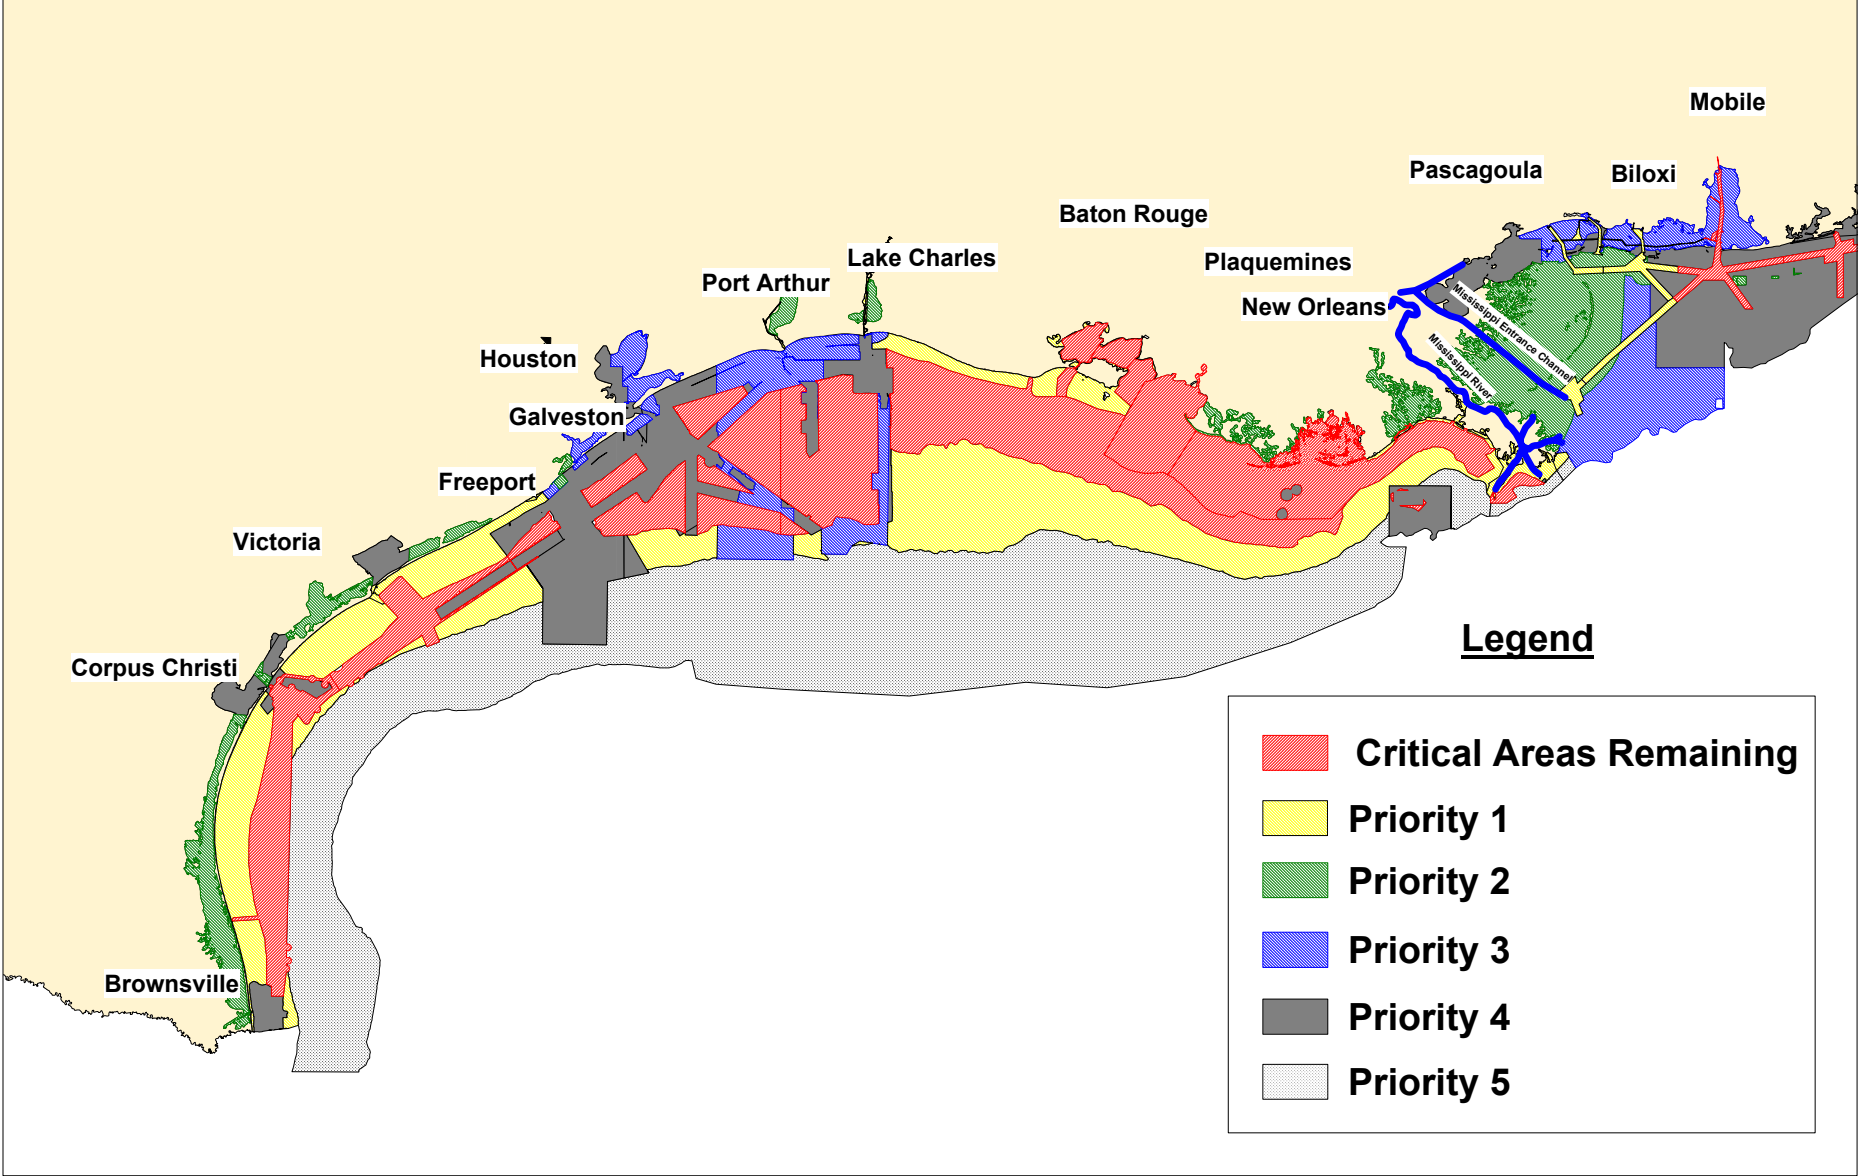 Mobile
Pascagoula
Biloxi
Baton Rouge
Plaquemines
Lake Charles
Port Arthur
New Orleans
Mississippi Entrance Channel
Mississippi River
Houston
Galveston
Freeport
Victoria
Corpus Christi
Brownsville
Legend
Critical Areas Remaining
Priority 1
Priority 2
Priority 3
Priority 4
Priority 5